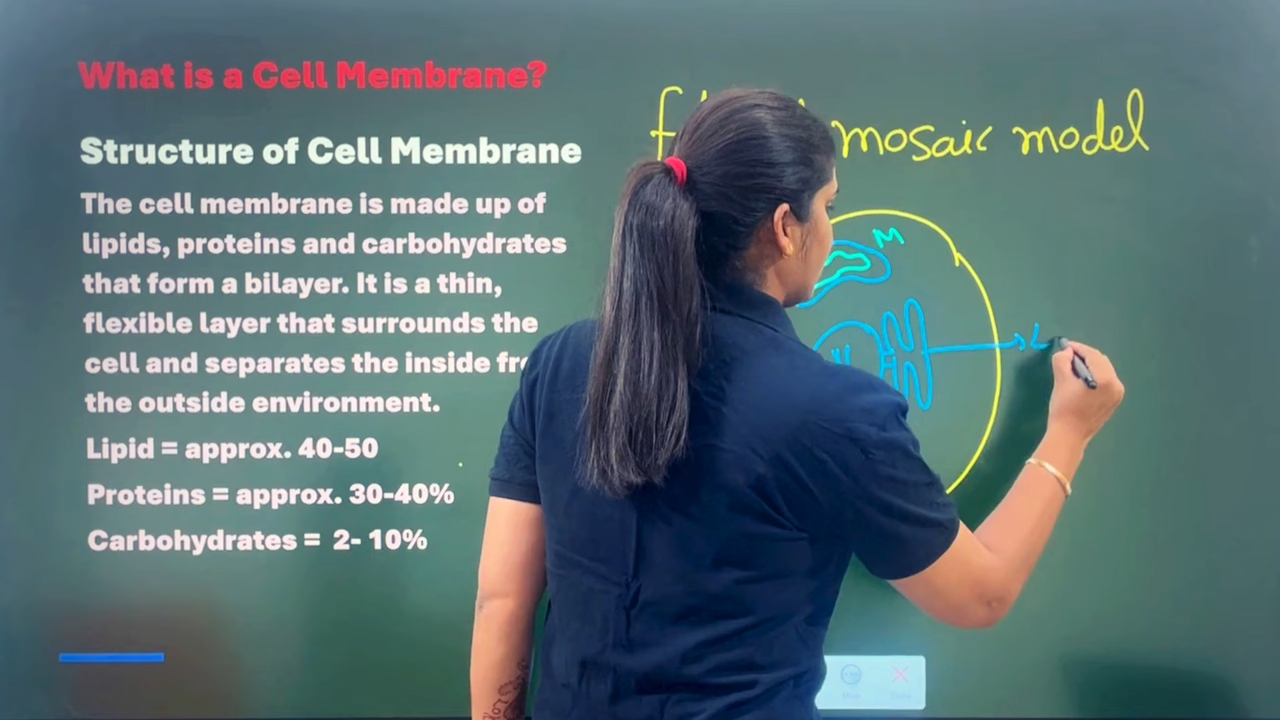 What is a Cell Membrane?
Structure of Cell Membrane
The cell membrane is made up of
lipids, proteins and carbohydrates
that form a bilayer. It is a thin,
flexible layer that surrounds the
cell and separates the inside
the outside environment.
Lipid = approx. 40-50
Proteins = approx. 30-40%
Carbohydrates = 2- 10%
mosaic model
M